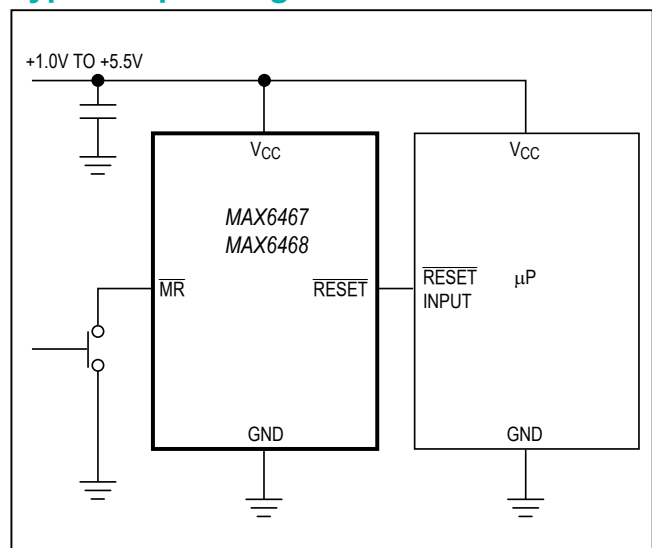 +1.0V TO +5.5V
VCC
VCC
MAX6467
MAX6468
MR
RESET
RESET
INPUT
μP
GND
GND